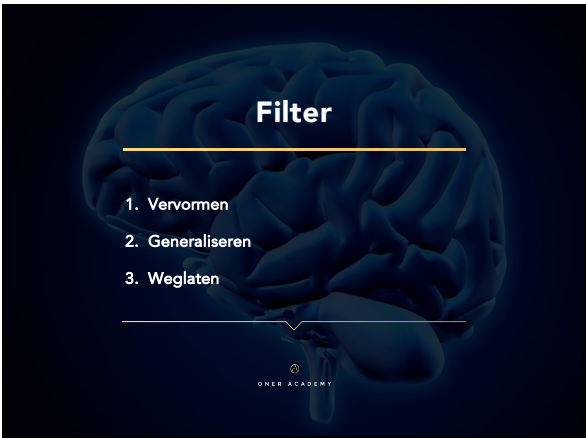 Filter
1. Vervormen
2. Generaliseren
3. Weglaten
ONER ACADEMY